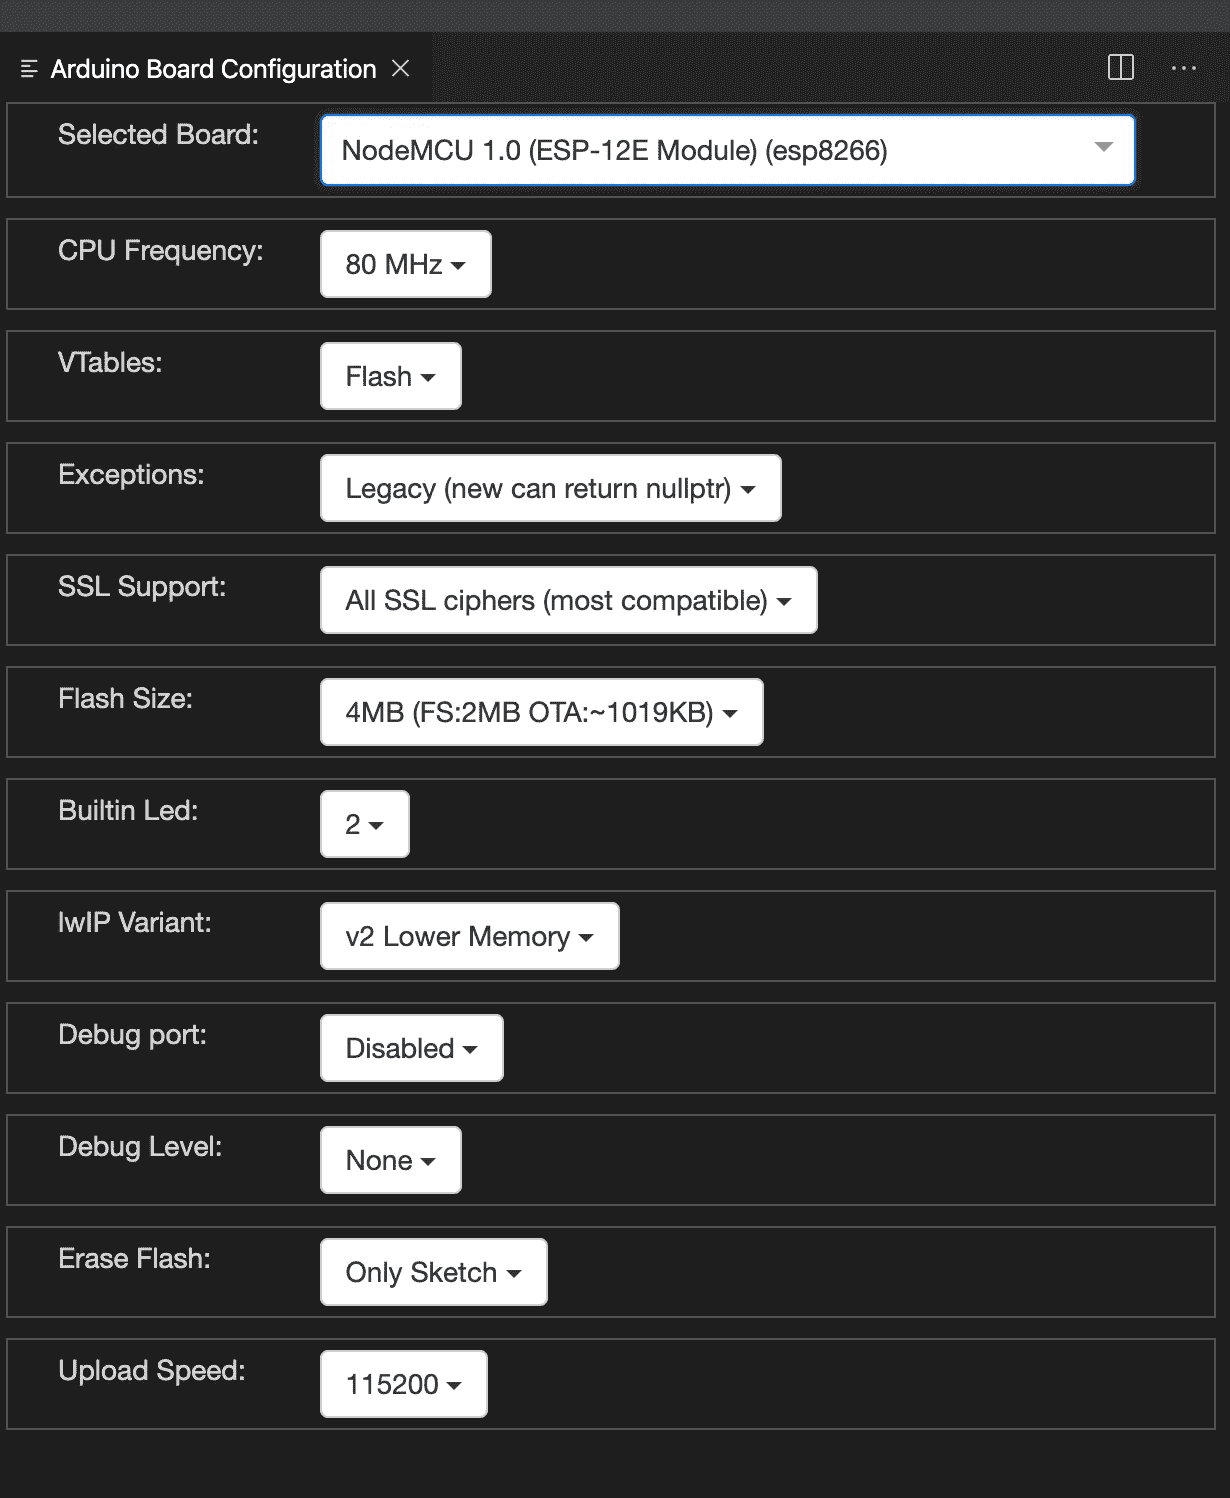 Arduino Board Configuration
Selected Board:
NodeMCU 1.0 (ESP-12E Module) (esp8266)
CPU Frequency:
80 MHz
VTables:
Flash
Exceptions:
Legacy (new can return nullptr)
SSL Support:
All SSL ciphers (most compatible)
Flash Size:
4MB (FS:2MB OTA:~1019KB)
Builtin Led:
2
lwIP Variant:
v2 Lower Memory
Debug port:
Disabled
Debug Level:
None
Erase Flash:
Only Sketch
Upload Speed:
115200